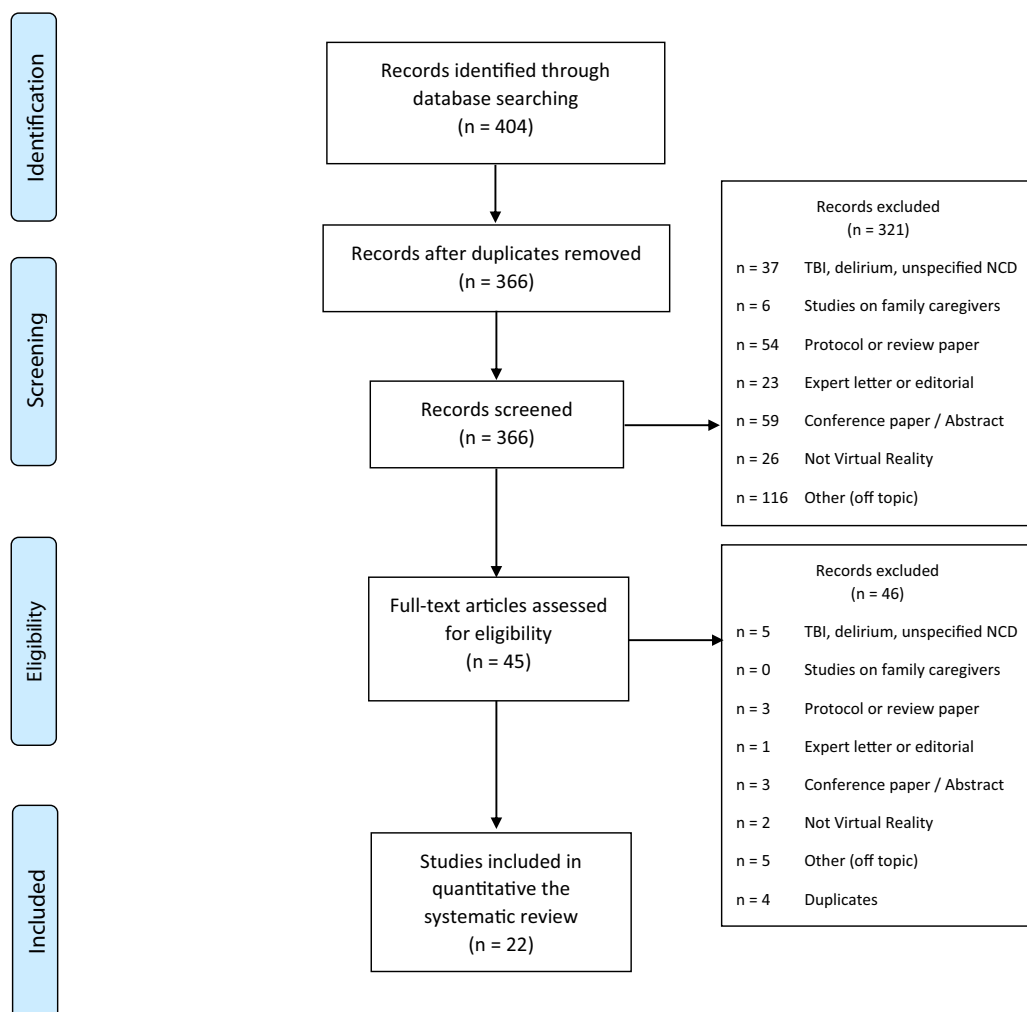 Identification
Records identified through
database searching
(n = 404)
Records after duplicates removed
(n = 366)
Screening
Records screened
(n = 366)
Records excluded
(n = 321)
n = 37 TBI, delirium, unspecified NCD
n = 6 Studies on family caregivers
n = 54 Protocol or review paper
n = 23 Expert letter or editorial
n = 59 Conference paper / Abstract
n = 26 Not Virtual Reality
n = 116 Other (off topic)
Eligibility
Full-text articles assessed
for eligibility
(n = 45)
Records excluded
(n = 46)
n = 5 TBI, delirium, unspecified NCD
n = 0 Studies on family caregivers
n = 3 Protocol or review paper
n = 1 Expert letter or editorial
n = 3 Conference paper / Abstract
n = 2 Not Virtual Reality
n = 5 Other (off topic)
n = 4 Duplicates
Included
Studies included in
quantitative the
systematic review
(n = 22)